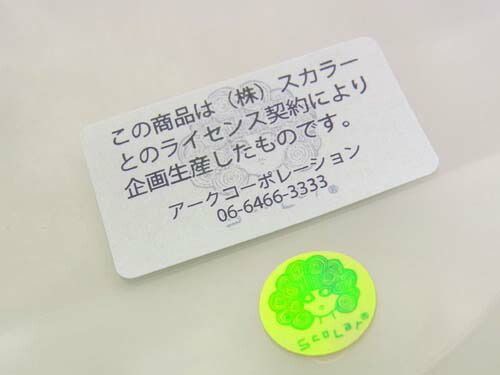 この商品は（株）スカラー
とのライセンス契約により
企画生産したものです。
アークコーポレーション
06-6466-3333
ScoLar